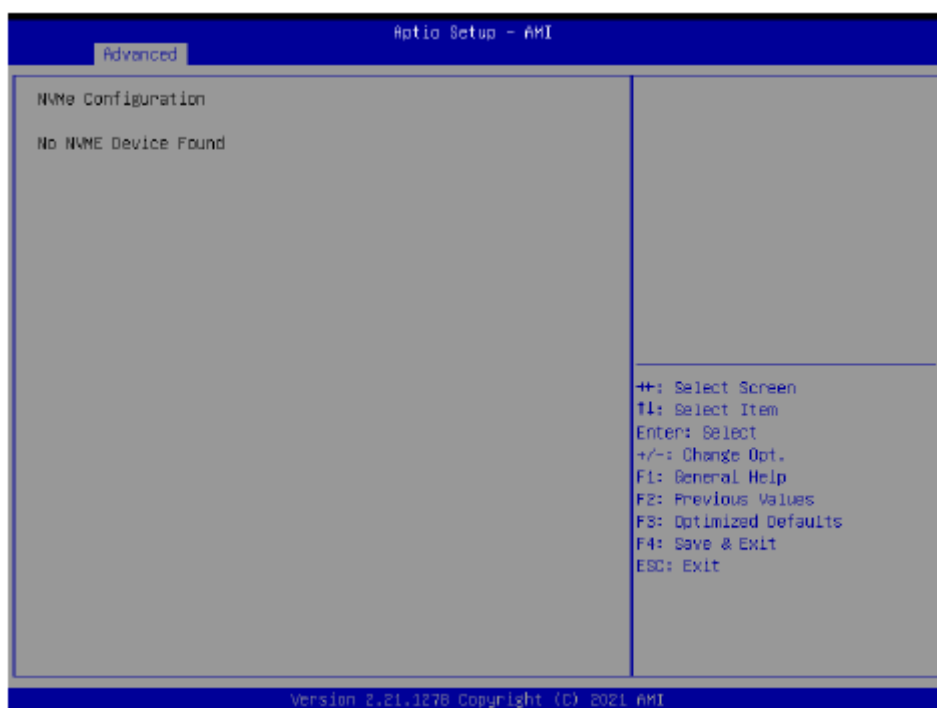 Aptio Setup - AMI
Advanced
NVMe Configuration
No NVME Device Found
→←: Select Screen
↑↓: Select Item
Enter: Select
+/-: Change Opt.
F1: General Help
F2: Previous Values
F3: Optimized Defaults
F4: Save & Exit
ESC: Exit
Version 2.21.1278 Copyright (C) 2021 AMI